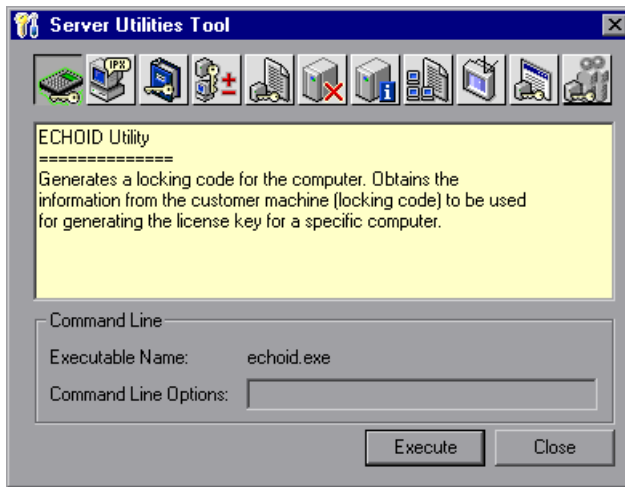 Server Utilities Tool
IPX
ECHOID Utility
==============
Generates a locking code for the computer. Obtains the
information from the customer machine (locking code) to be used
for generating the license key for a specific computer.
Command Line
Executable Name: echoid.exe
Command Line Options:
Execute Close